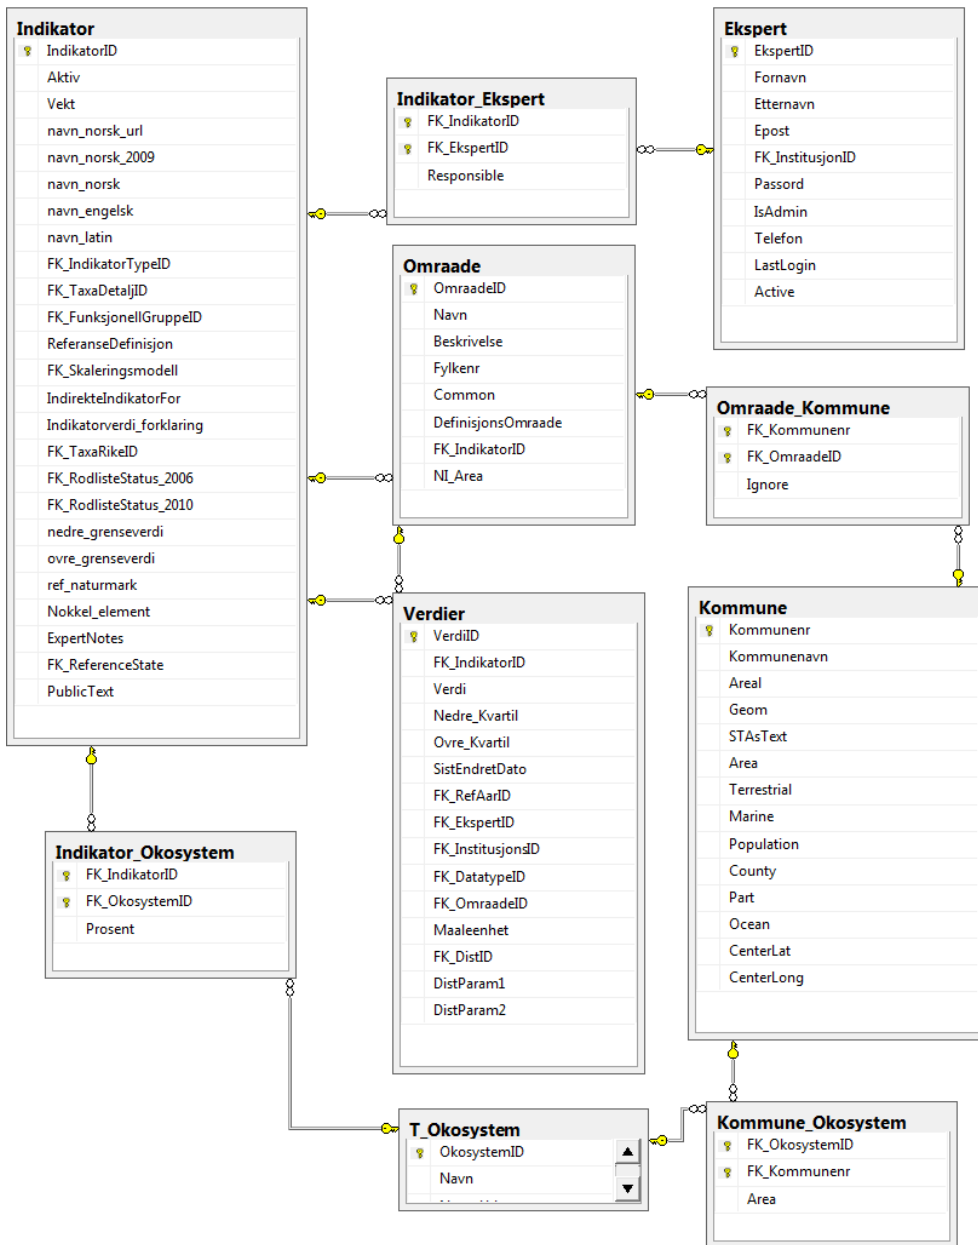 Indikator
IndikatorID
Aktiv
Vekt
navn_norsk_url
navn_norsk_2009
navn_norsk
navn_engelsk
navn_latin
FK_IndikatorTypeID
FK_TaxaDetaljID
FK_FunksjonellGruppeID
ReferanseDefinisjon
FK_Skaleringsmodell
IndirekteIndikatorFor
Indikatorverdi_forklaring
FK_TaxaRikeID
FK_RodlisteStatus_2006
FK_RodlisteStatus_2010
nedre_grenseverdi
ovre_grenseverdi
ref_naturmark
Nokkel_element
ExpertNotes
FK_ReferenceState
PublicText
Indikator_Ekspert
FK_IndikatorID
FK_EkspertID
Responsible
Ekspert
EkspertID
Fornavn
Etternavn
Epost
FK_InstitusjonID
Passord
IsAdmin
Telefon
LastLogin
Active
Omraade
OmraadeID
Navn
Beskrivelse
Fylkenr
Common
DefinisjonsOmraade
FK_IndikatorID
NI_Area
Omraade_Kommune
FK_Kommunenr
FK_OmraadeID
Ignore
Verdier
VerdiID
FK_IndikatorID
Verdi
Nedre_Kvartil
Ovre_Kvartil
SistEndretDato
FK_RefAarID
FK_EkspertID
FK_InstitusjonsID
FK_DatatypeID
FK_OmraadeID
Maaleenhet
FK_DistID
DistParam1
DistParam2
Kommune
Kommunenr
Kommunenavn
Areal
Geom
STAsText
Area
Terrestrial
Marine
Population
County
Part
Ocean
CenterLat
CenterLong
Indikator_Okosystem
FK_IndikatorID
FK_OkosystemID
Prosent
T_Okosystem
OkosystemID
Navn
Kommune_Okosystem
FK_OkosystemID
FK_Kommunenr
Area